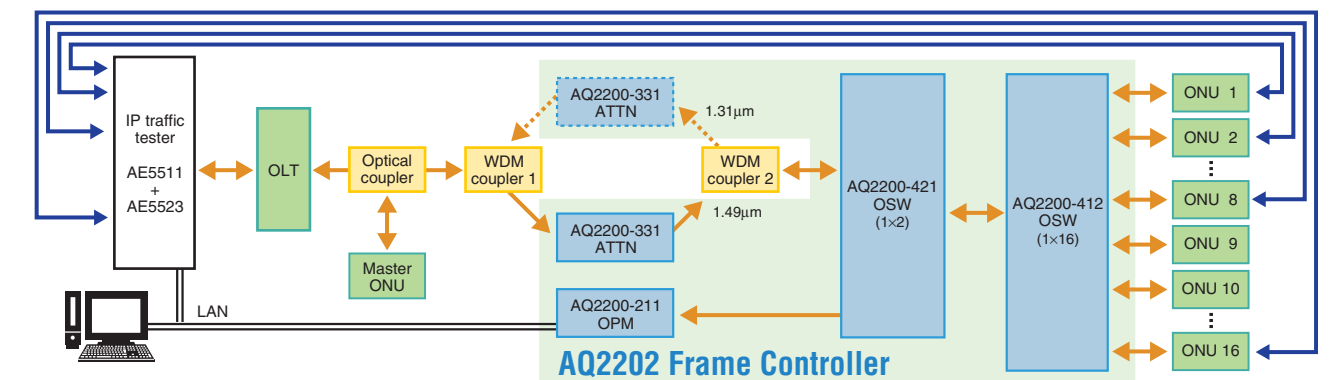 IP traffic
tester
AE5511
+
AE5523
OLT
Optical
coupler
Master
ONU
LAN
WDM
coupler 1
AQ2200-331
ATTN
1.31μm
WDM
coupler 2
1.49μm
AQ2200-331
ATTN
AQ2200-211
OPM
AQ2200-421
OSW
(1×2)
AQ2200-412
OSW
(1×16)
ONU 1
ONU 2
ONU 8
ONU 9
ONU 10
ONU 16
AQ2202 Frame Controller